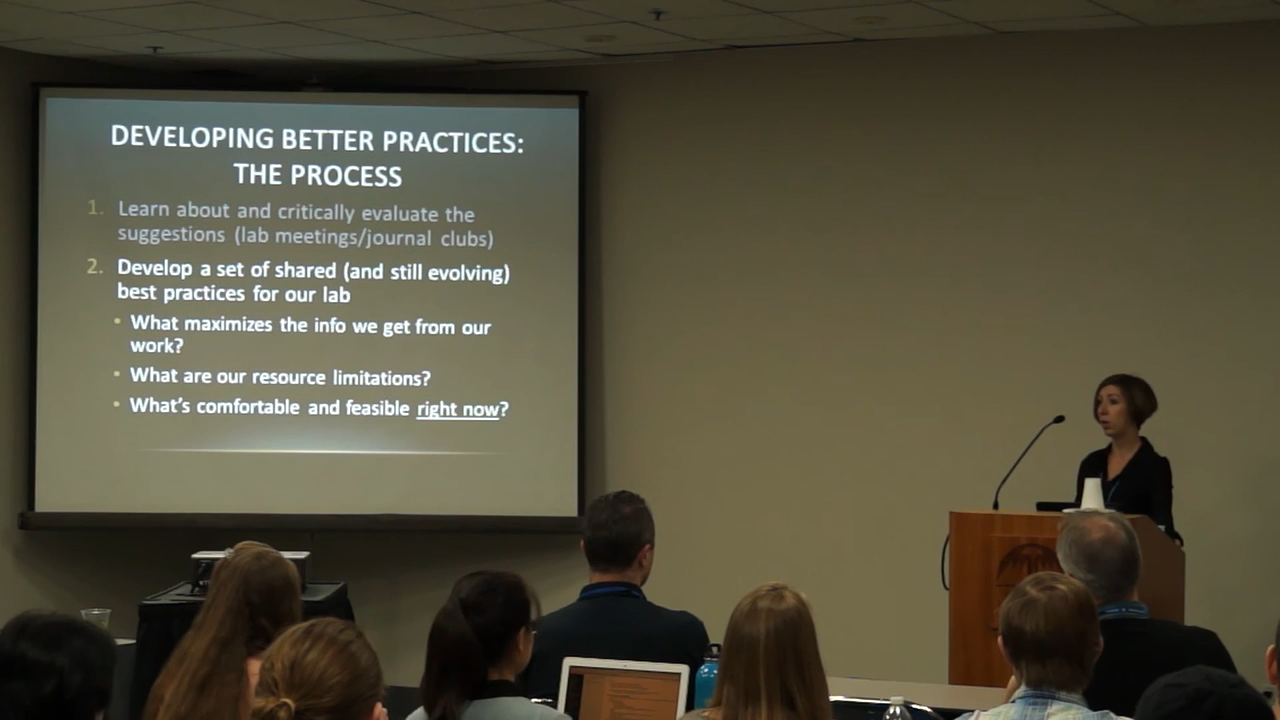 DEVELOPING BETTER PRACTICES:
THE PROCESS
1. Learn about and critically evaluate the
suggestions (lab meetings/journal clubs)
2. Develop a set of shared (and still evolving)
best practices for our lab
• What maximizes the info we get from our
work?
• What are our resource limitations?
• What's comfortable and feasible right now?